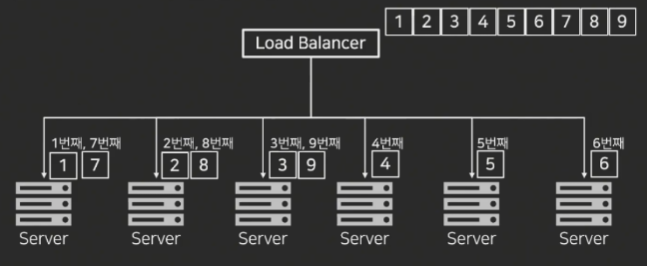 1 2 3 4 5 6 7 8 9
Load Balancer
1번째, 7번째 2번째, 8번째 3번째, 9번째 4번째 5번째 6번째
1 7 2 8 3 9 4 5 6
Server Server Server Server Server Server